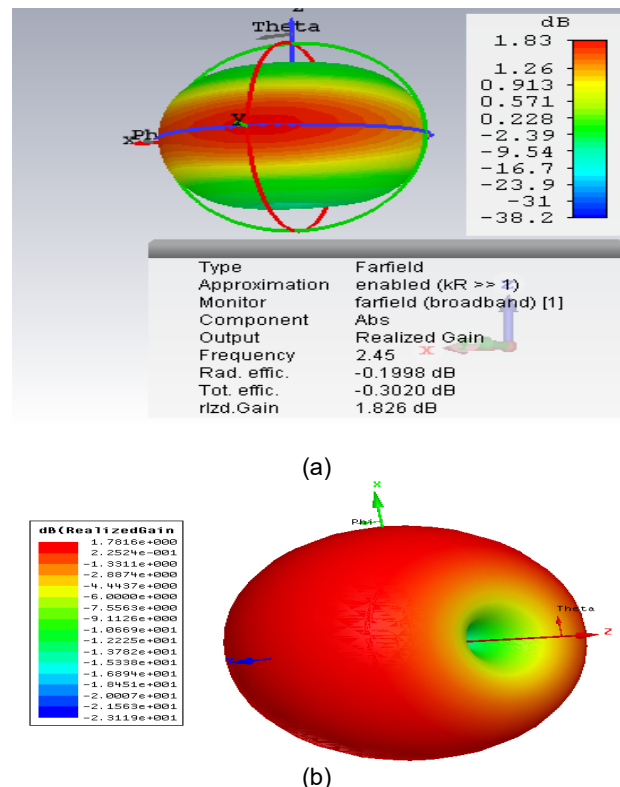 z
Theta
dB
1.83
1.26
0.913
0.571
0.228
-2.39
-9.54
-16.7
-23.9
-31
-38.2
Y
x Ph
Type Farfield
Approximation enabled (kR >> 1)
Monitor farfield (broadband) [1]
Component Abs
Output Realized Gain
Frequency 2.45
Rad. effic. -0.1998 dB
Tot. effic. -0.3020 dB
rlzd.Gain 1.826 dB
z
x
(a)
x
Phi
dB(RealizedGain
1.7816e+000
2.2524e-001
-1.3311e+000
-2.8874e+000
-4.4437e+000
-6.0000e+000
-7.5563e+000
-9.1126e+000
-1.0669e+001
-1.2225e+001
-1.3782e+001
-1.5338e+001
-1.6894e+001
-1.8451e+001
-2.0007e+001
-2.1563e+001
-2.3119e+001
Theta
z
(b)